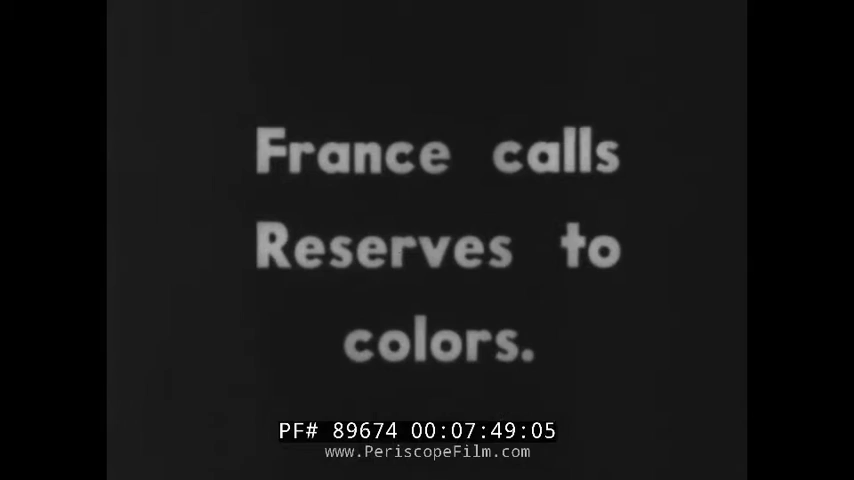 France calls
Reserves to
colors.
PF# 89674 00:07:49:05
www.PeriscopeFilm.com